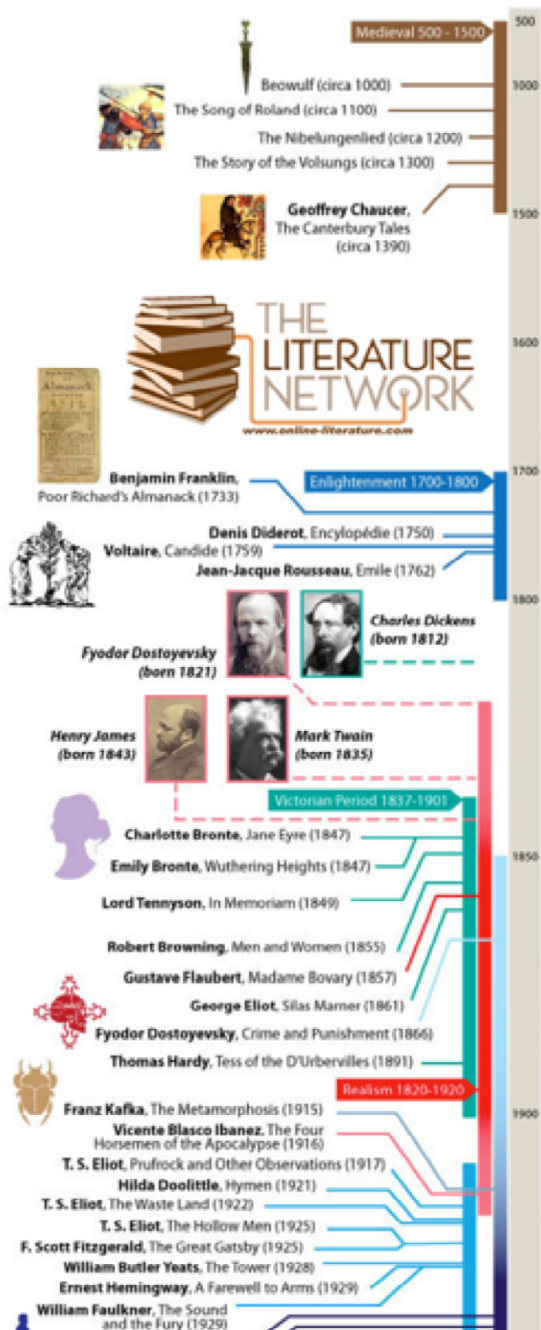 500
Medieval 500 - 1500
1000
Beowulf (circa 1000)
The Song of Roland (circa 1100)
The Nibelungenlied (circa 1200)
The Story of the Volsungs (circa 1300)
Geoffrey Chaucer,
The Canterbury Tales
(circa 1390)
1500
THE
LITERATURE
NETWORK
www.online-literature.com
1600
Almanack
1700
Benjamin Franklin,
Poor Richard's Almanack (1733)
Enlightenment 1700-1800
Denis Diderot, Encylopédie (1750)
Voltaire, Candide (1759)
Jean-Jacque Rousseau, Emile (1762)
1800
Charles Dickens
(born 1812)
Fyodor Dostoyevsky
(born 1821)
Henry James
(born 1843)
Mark Twain
(born 1835)
Victorian Period 1837-1901
Charlotte Bronte, Jane Eyre (1847)
1850
Emily Bronte, Wuthering Heights (1847)
Lord Tennyson, In Memoriam (1849)
Robert Browning, Men and Women (1855)
Gustave Flaubert, Madame Bovary (1857)
George Eliot, Silas Marner (1861)
Fyodor Dostoyevsky, Crime and Punishment (1866)
Thomas Hardy, Tess of the D'Urbervilles (1891)
Realism 1820-1920
1900
Franz Kafka, The Metamorphosis (1915)
Vicente Blasco Ibanez, The Four
Horsemen of the Apocalypse (1916)
T. S. Eliot, Prufrock and Other Observations (1917)
Hilda Doolittle, Hymen (1921)
T. S. Eliot, The Waste Land (1922)
T. S. Eliot, The Hollow Men (1925)
F. Scott Fitzgerald, The Great Gatsby (1925)
William Butler Yeats, The Tower (1928)
Ernest Hemingway, A Farewell to Arms (1929)
William Faulkner, The Sound
and the Fury (1929)